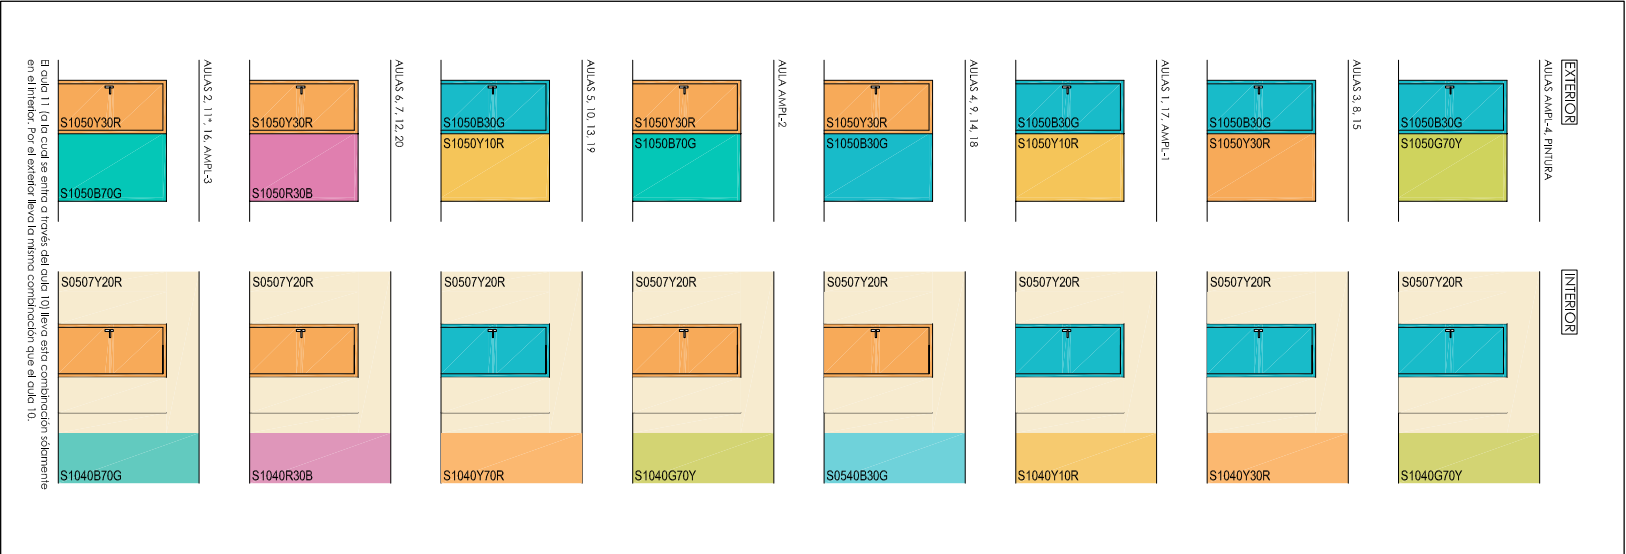 EXTERIOR
AULAS 2, 11*, 16, AMPL-3
AULAS 6, 7, 12, 20
AULAS 5, 10, 13, 19
AULA AMPL-2
AULAS 4, 9, 14, 18
AULAS 1, 17, AMPL-1
AULAS 3, 8, 15
AULAS AMPL-4, PINTURA
S1050Y30R
S1050Y30R
S1050B30G
S1050Y30R
S1050Y30R
S1050B30G
S1050B30G
S1050B30G
S1050B70G
S1050R30B
S1050Y10R
S1050B70G
S1050B30G
S1050Y10R
S1050Y30R
S1050G70Y
INTERIOR
S0507Y20R
S0507Y20R
S0507Y20R
S0507Y20R
S0507Y20R
S0507Y20R
S0507Y20R
S0507Y20R
S1040B70G
S1040R30B
S1040Y70R
S1040G70Y
S0540B30G
S1040Y10R
S1040Y30R
S1040G70Y
El aula 11 (a la cual se entra a través del aula 10) lleva esta combinación sólamente
en el interior. Por el exterior lleva la misma combinación que el aula 10.